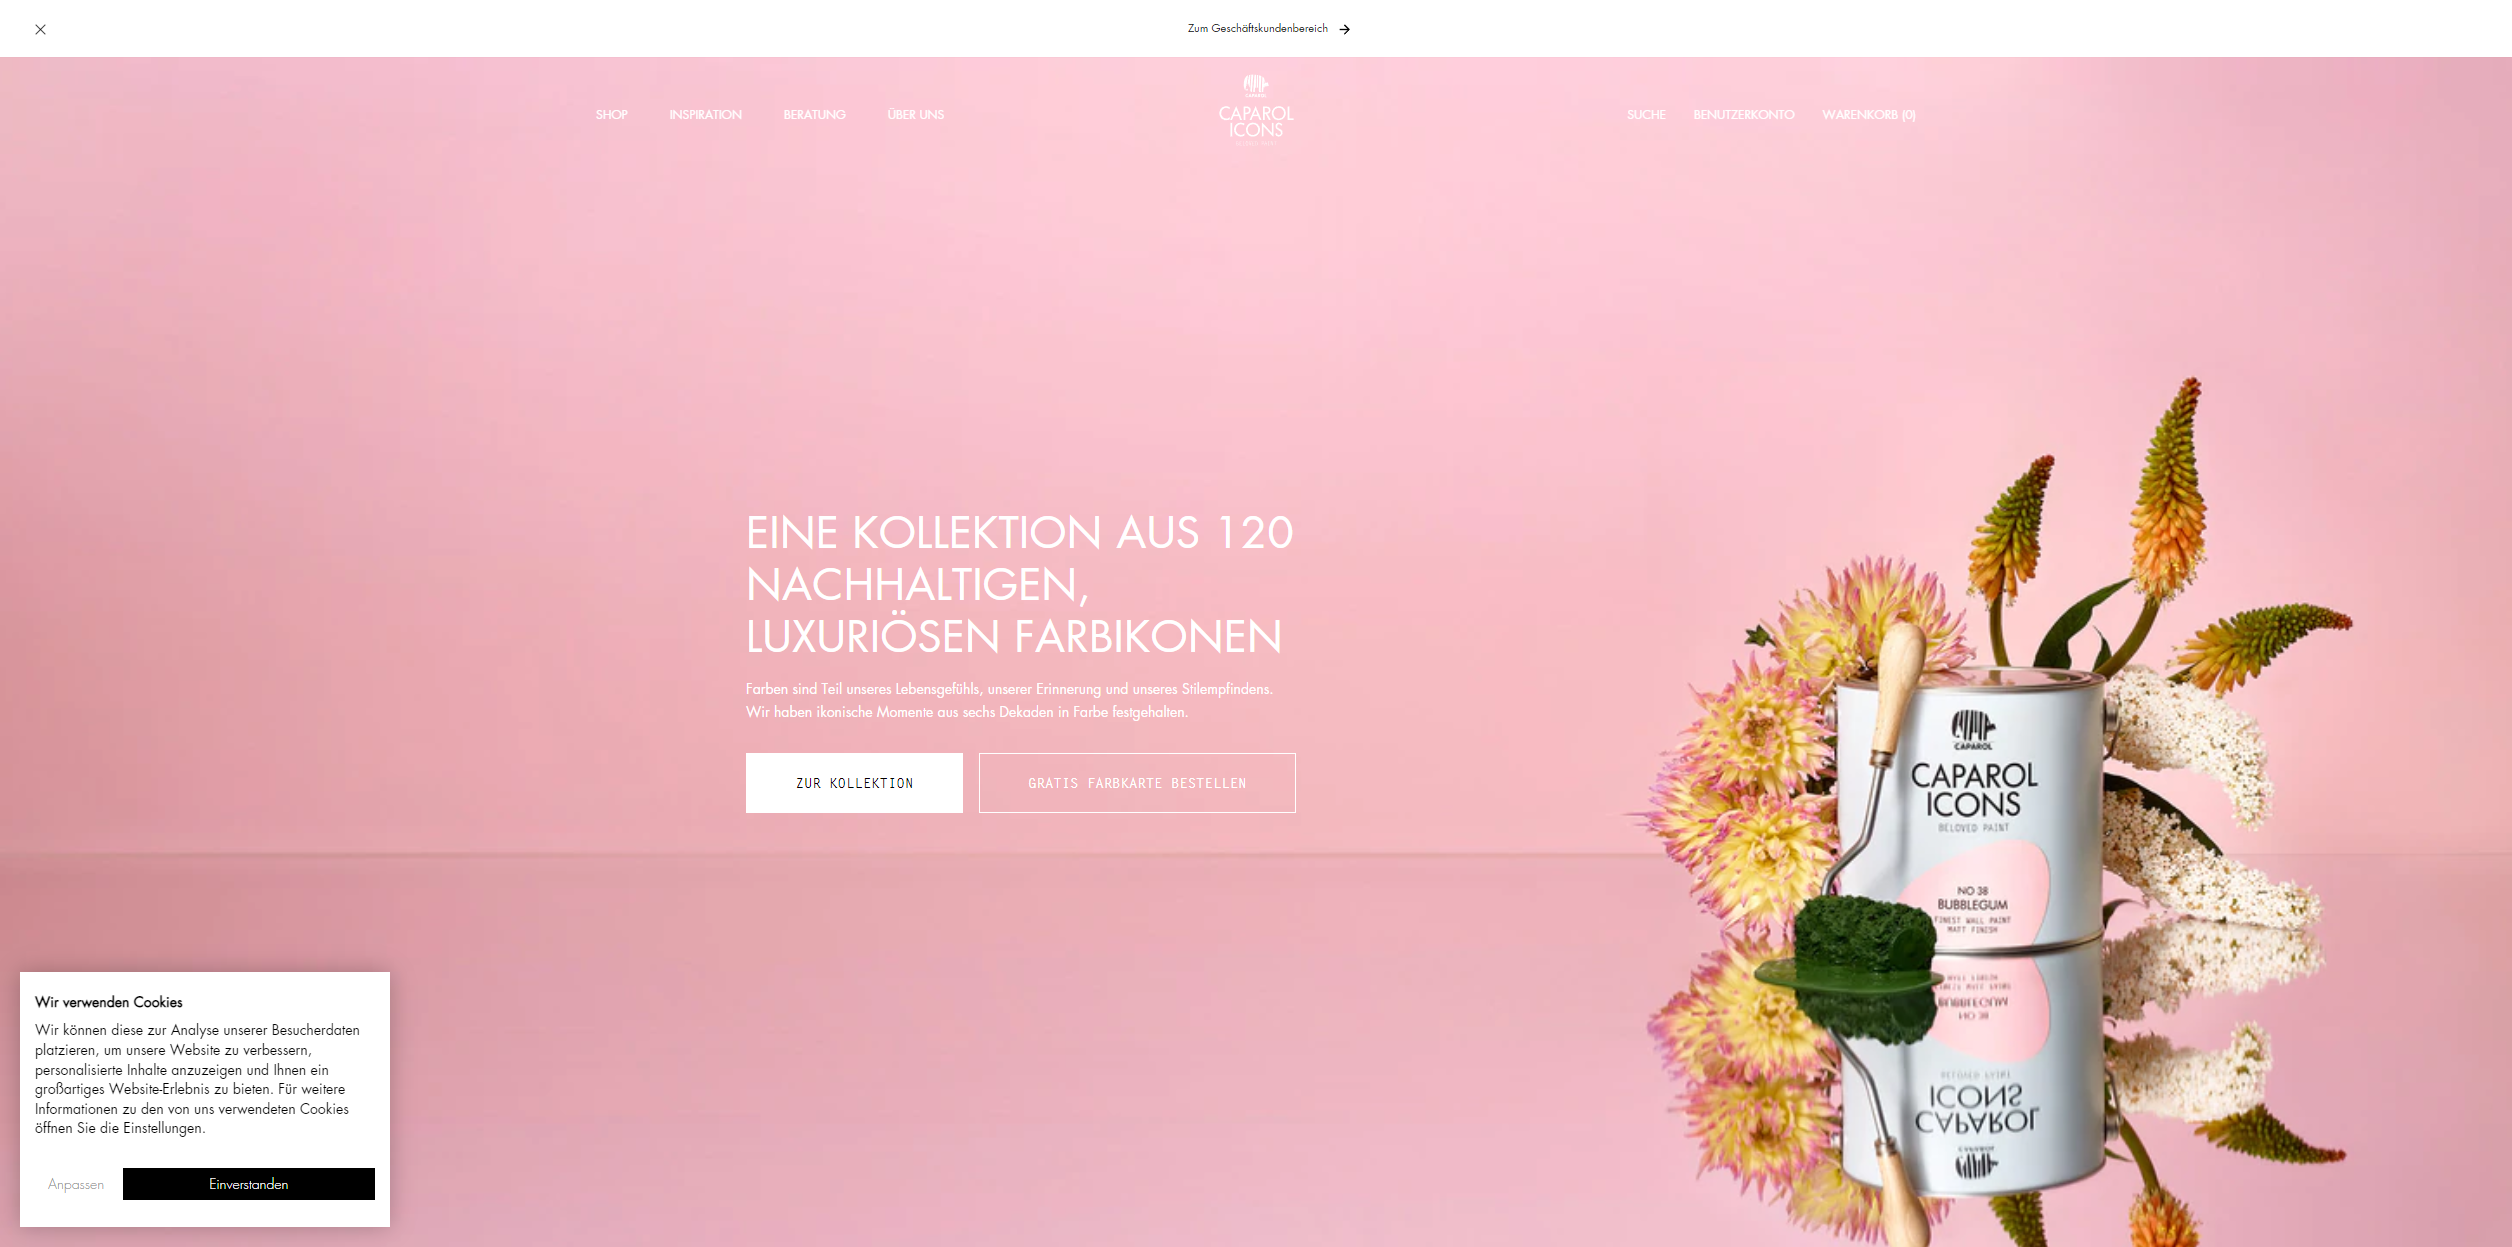 Zum Geschäftskundenbereich
SHOP
INSPIRATION
BERATUNG
ÜBER UNS
CAPAROL
CAPAROL
ICONS
SUCHE
BENUTZERKONTO
WARENKORB (0)
EINE KOLLEKTION AUS 120
NACHHALTIGEN,
LUXURIÖSEN FARBIKONEN
Farben sind Teil unseres Lebensgefühls, unserer Erinnerung und unseres Stilempfindens.
Wir haben ikonische Momente aus sechs Dekaden in Farbe festgehalten.
ZUR KOLLEKTION
GRATIS FARBKARTE BESTELLEN
CAPAROL
CAPAROL
ICONS
BELOVED PAINT
NO 38
BUBBLEGUM
FINEST WALL PAINT
MATT FINISH
Wir verwenden Cookies
Wir können diese zur Analyse unserer Besucherdaten
platzieren, um unsere Website zu verbessern,
personalisierte Inhalte anzuzeigen und Ihnen ein
großartiges Website-Erlebnis zu bieten. Für weitere
Informationen zu den von uns verwendeten Cookies
öffnen Sie die Einstellungen.
Anpassen
Einverstanden